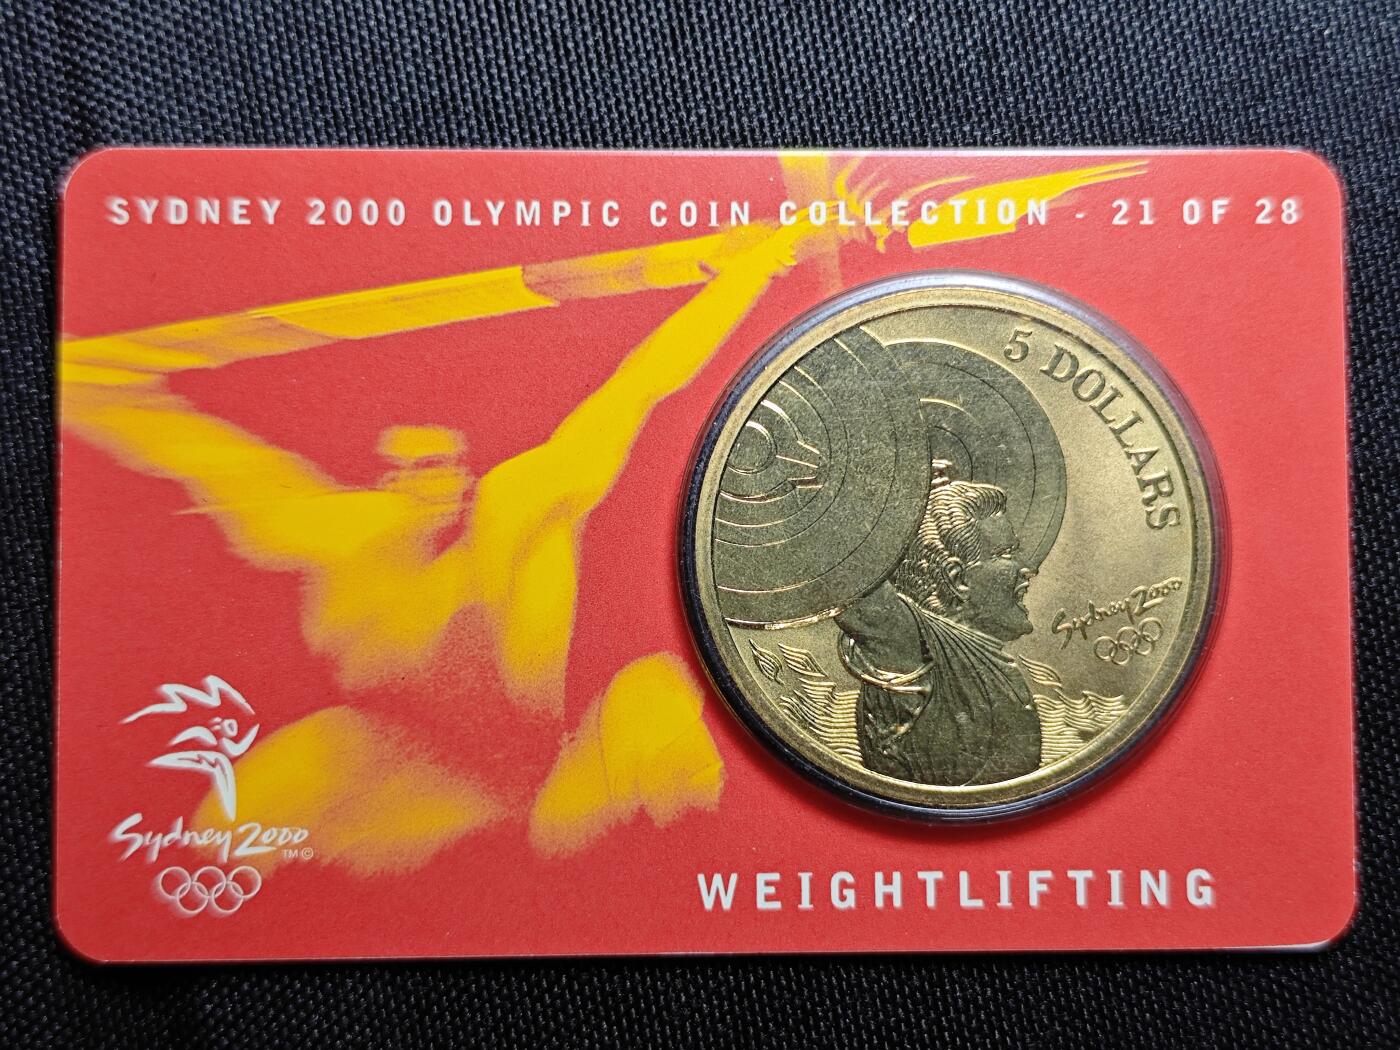 SYDNEY 2000 OLYMPIC COIN COLLECTION - 21 OF 28
5 DOLLARS
Sydney 2000
Sydney 2000
TM ©
WEIGHTLIFTING